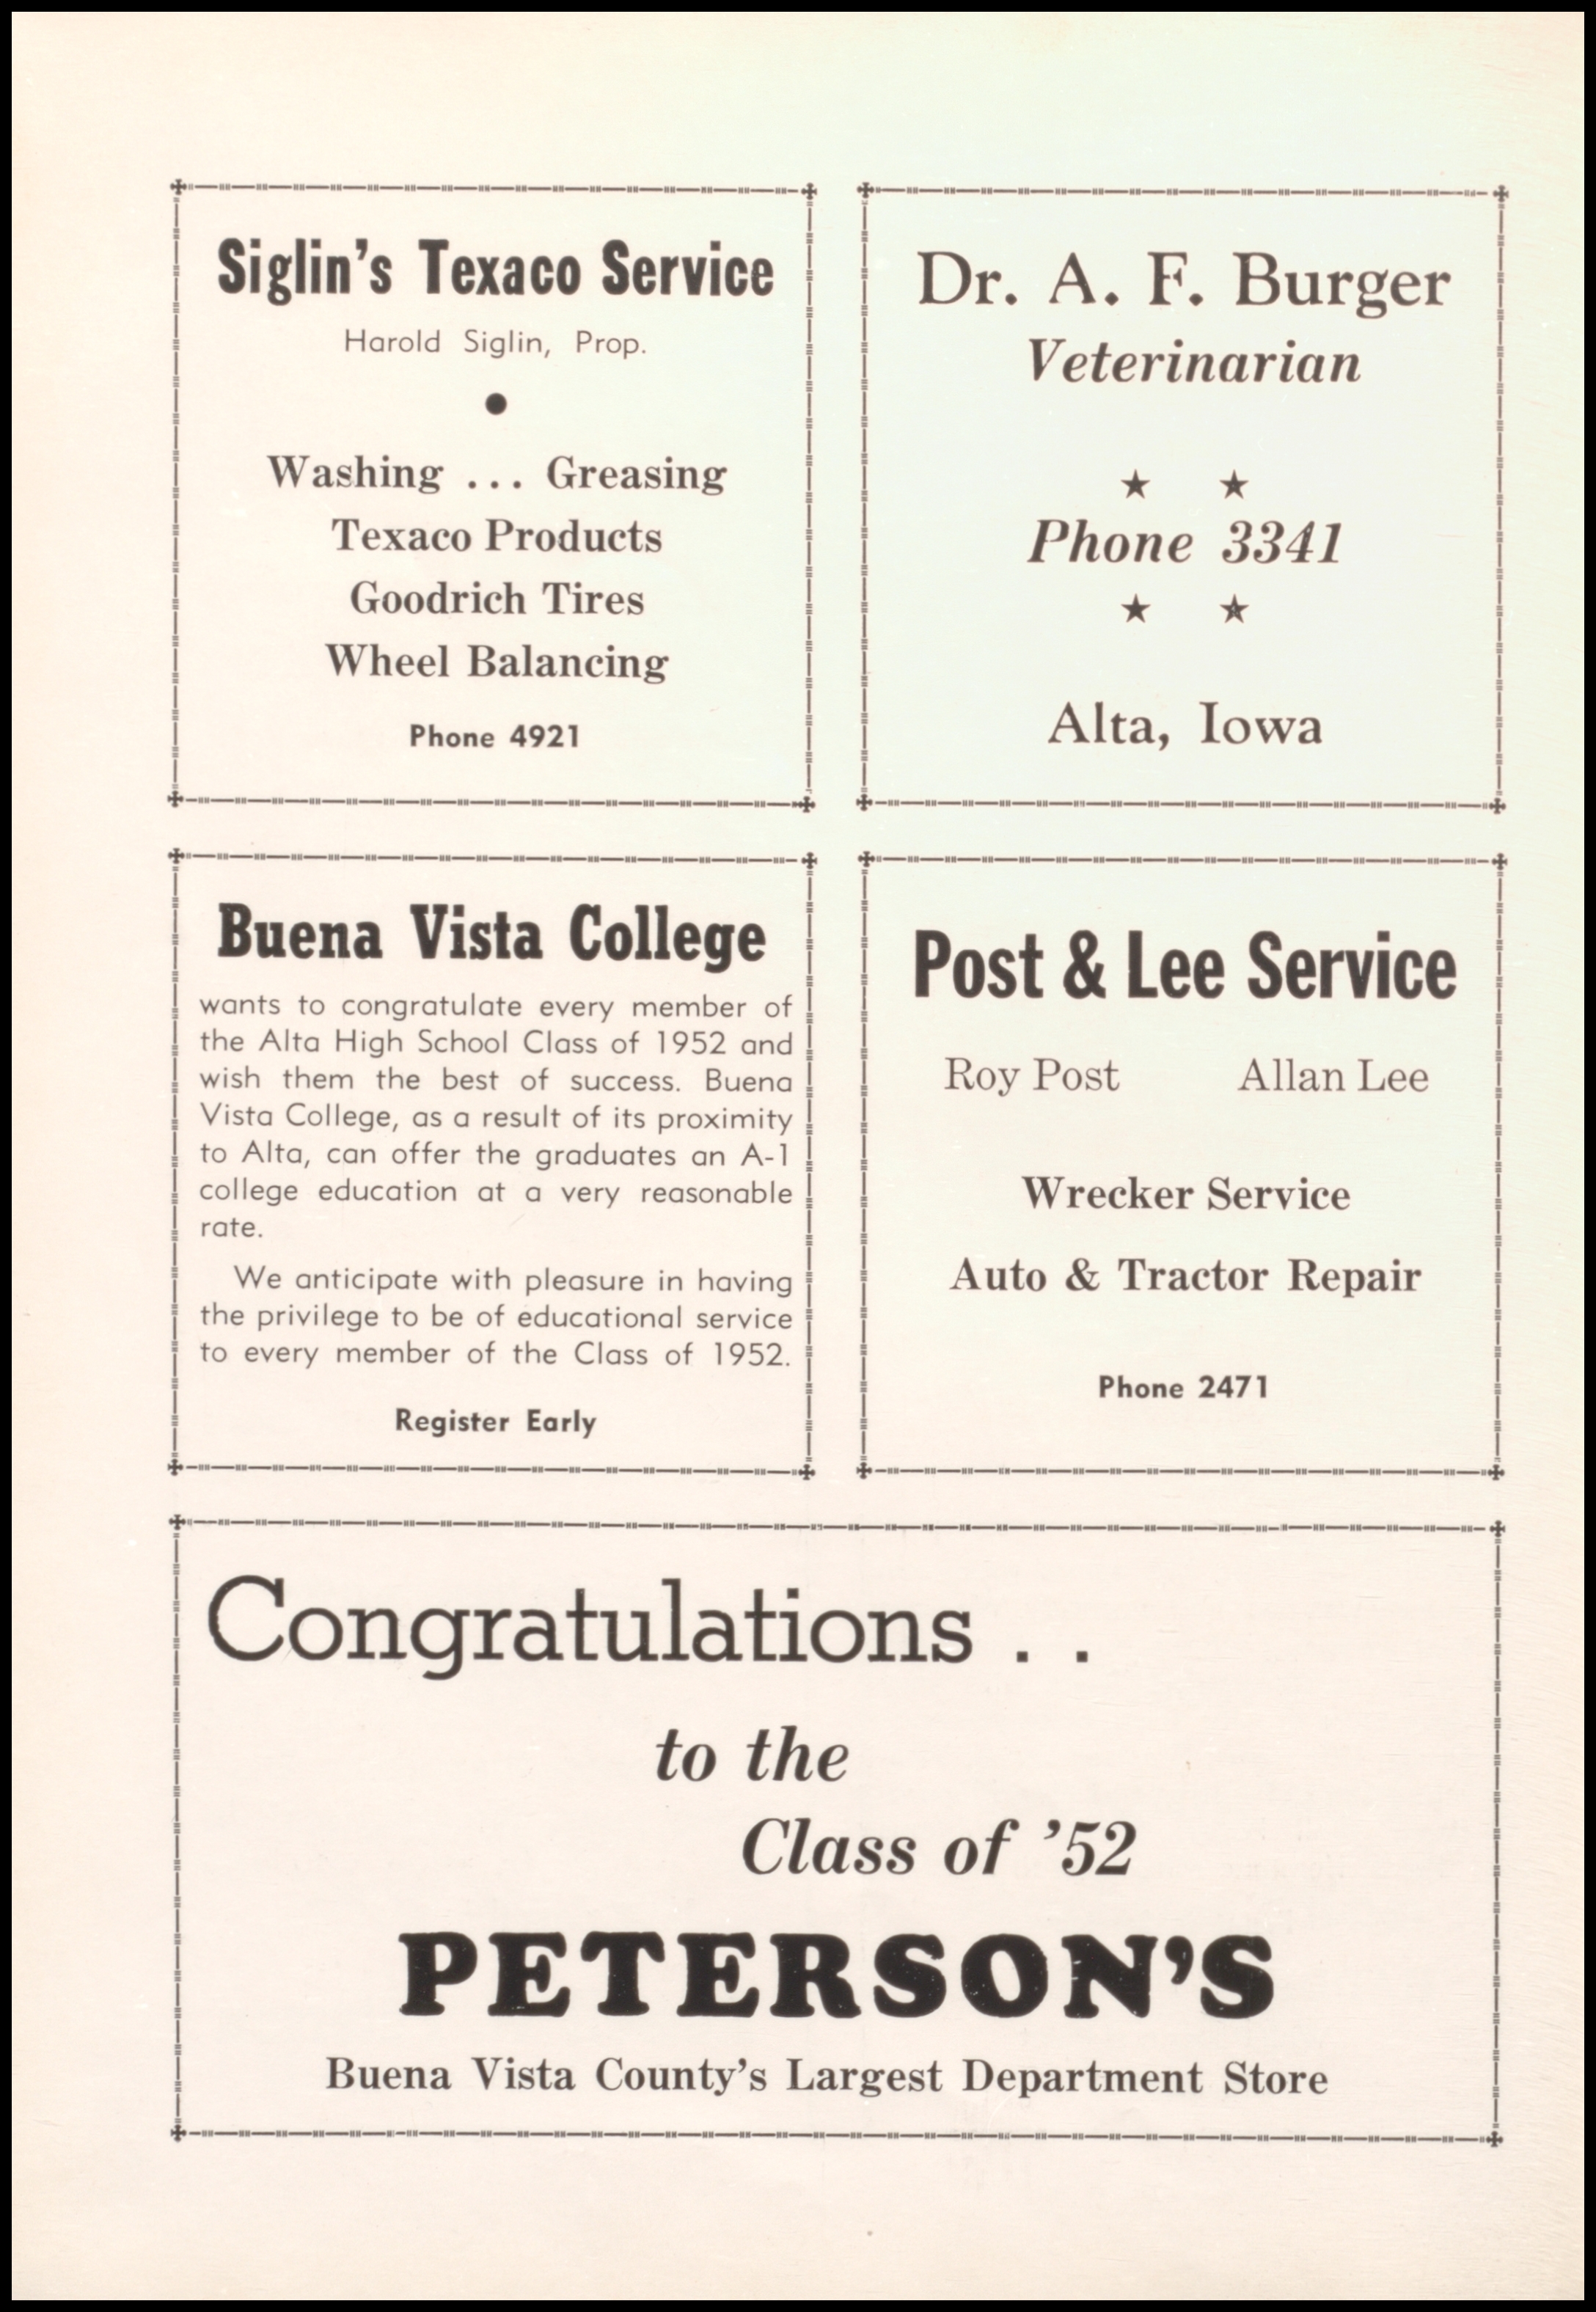 Siglin's Texaco Service
Harold Siglin, Prop.
Washing ... Greasing
Texaco Products
Goodrich Tires
Wheel Balancing
Phone 4921
Dr. A. F. Burger
Veterinarian
Phone 3341
Alta, Iowa
Buena Vista College
wants to congratulate every member of
the Alta High School Class of 1952 and
wish them the best of success. Buena
Vista College, as a result of its proximity
to Alta, can offer the graduates an A-1
college education at a very reasonable
rate.
We anticipate with pleasure in having
the privilege to be of educational service
to every member of the Class of 1952.
Register Early
Post & Lee Service
Roy Post Allan Lee
Wrecker Service
Auto & Tractor Repair
Phone 2471
Congratulations . .
to the
Class of '52
PETERSON'S
Buena Vista County's Largest Department Store